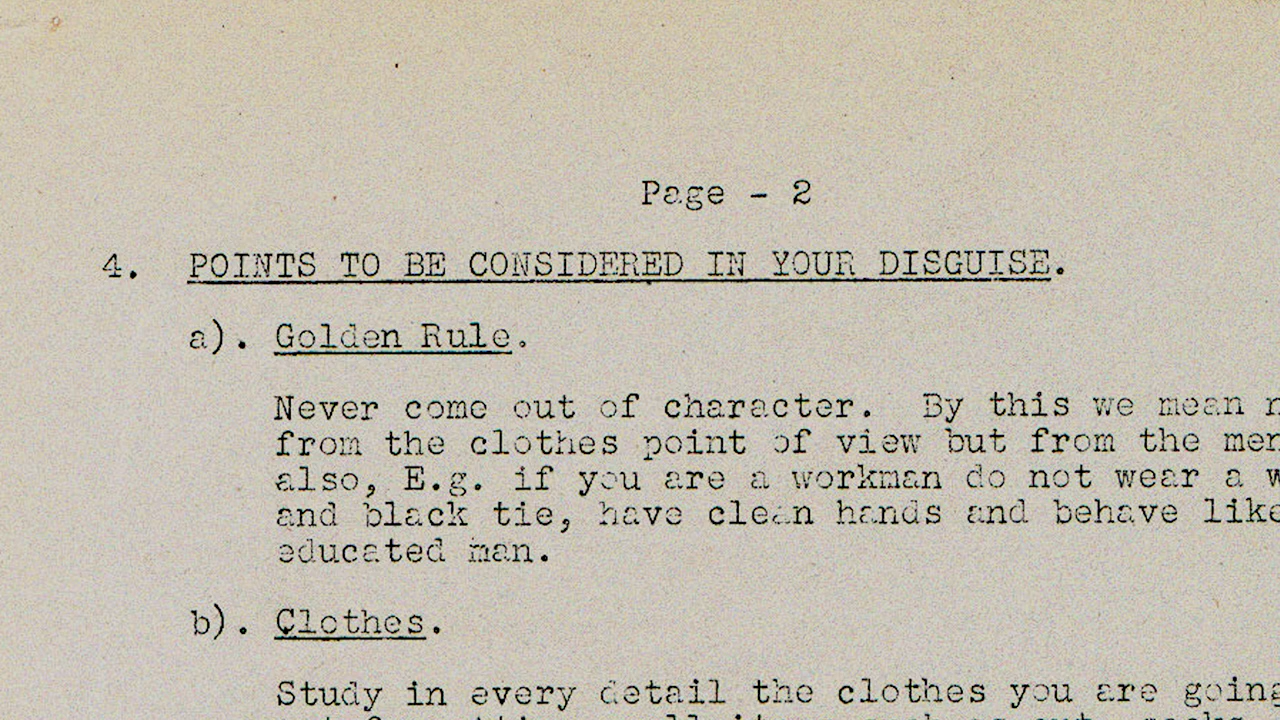 Page - 2
4. POINTS TO BE CONSIDERED IN YOUR DISGUISE.
a). Golden Rule.
Never come out of character. By this we mean
from the clothes point of view but from the
also, E.g. if you are a workman do not wear a
and black tie, have clean hands and behave like
educated man.
b). Clothes.
Study in every detail the clothes you are going